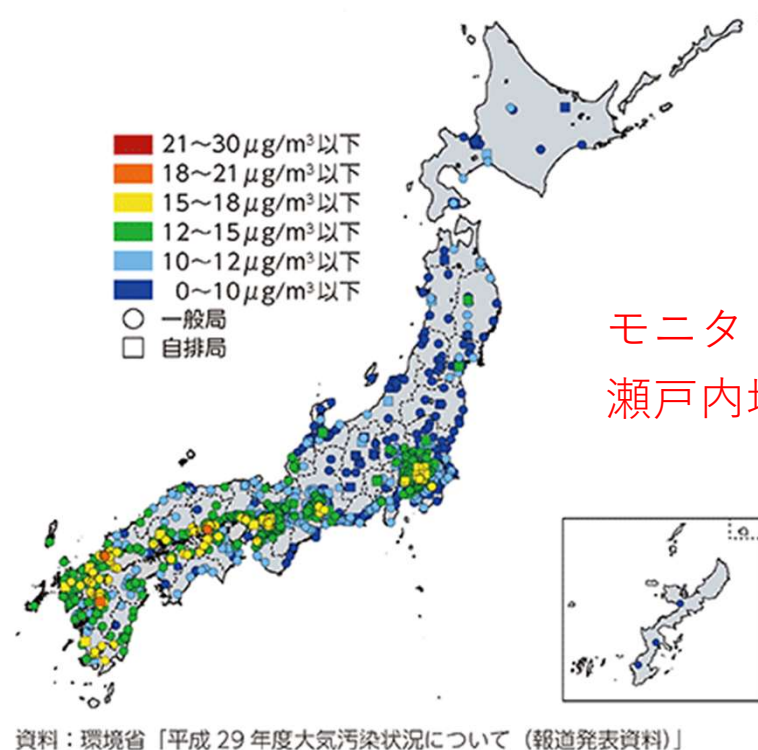 21～30μg/m³以下
18～21μg/m³以下
15～18μg/m³以下
12～15μg/m³以下
10～12μg/m³以下
0～10μg/m³以下
一般局
自排局
モニタ
瀬戸内
資料：環境省「平成 29 年度大気汚染状況について（報道発表資料）」